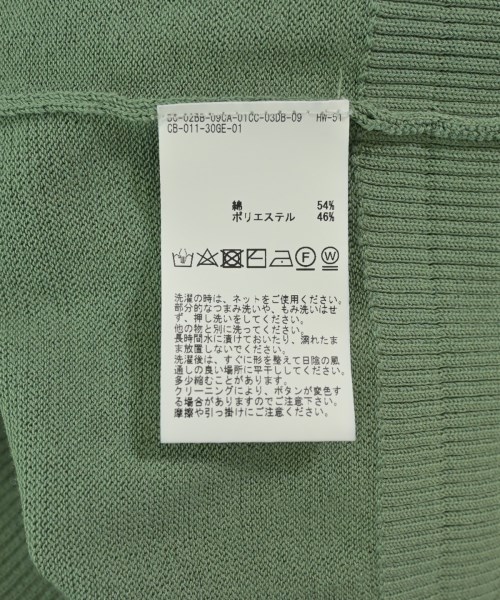 CB-011-30GE-01
綿 54%
ポリエステル 46%
洗濯の時は、ネットをご使用ください。
部分的なつまみ洗いや、もみ洗いはせ
ず、押し洗いをしてください。
他の物と別に洗ってください。
長時間水に漬けておいたり、濡れたま
ま放置しないでください。
洗濯後は、すぐに形を整えて日陰の風
通しの良い場所に平干ししてください。
多少縮むことがあります。
クリーニングにより、ボタンが変色す
る場合がありますのでご注意下さい。
摩擦や引っ掛けにご注意下さい。